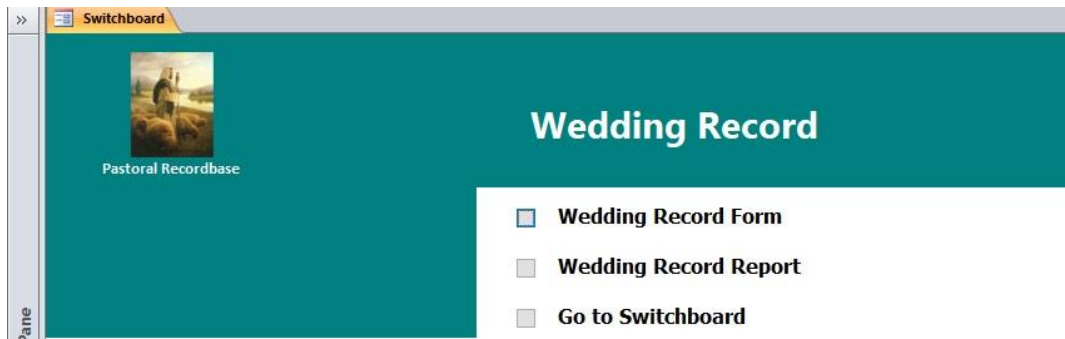 »
Switchboard
Pastoral Recordbase
Wedding Record
Wedding Record Form
Wedding Record Report
Go to Switchboard
Pane